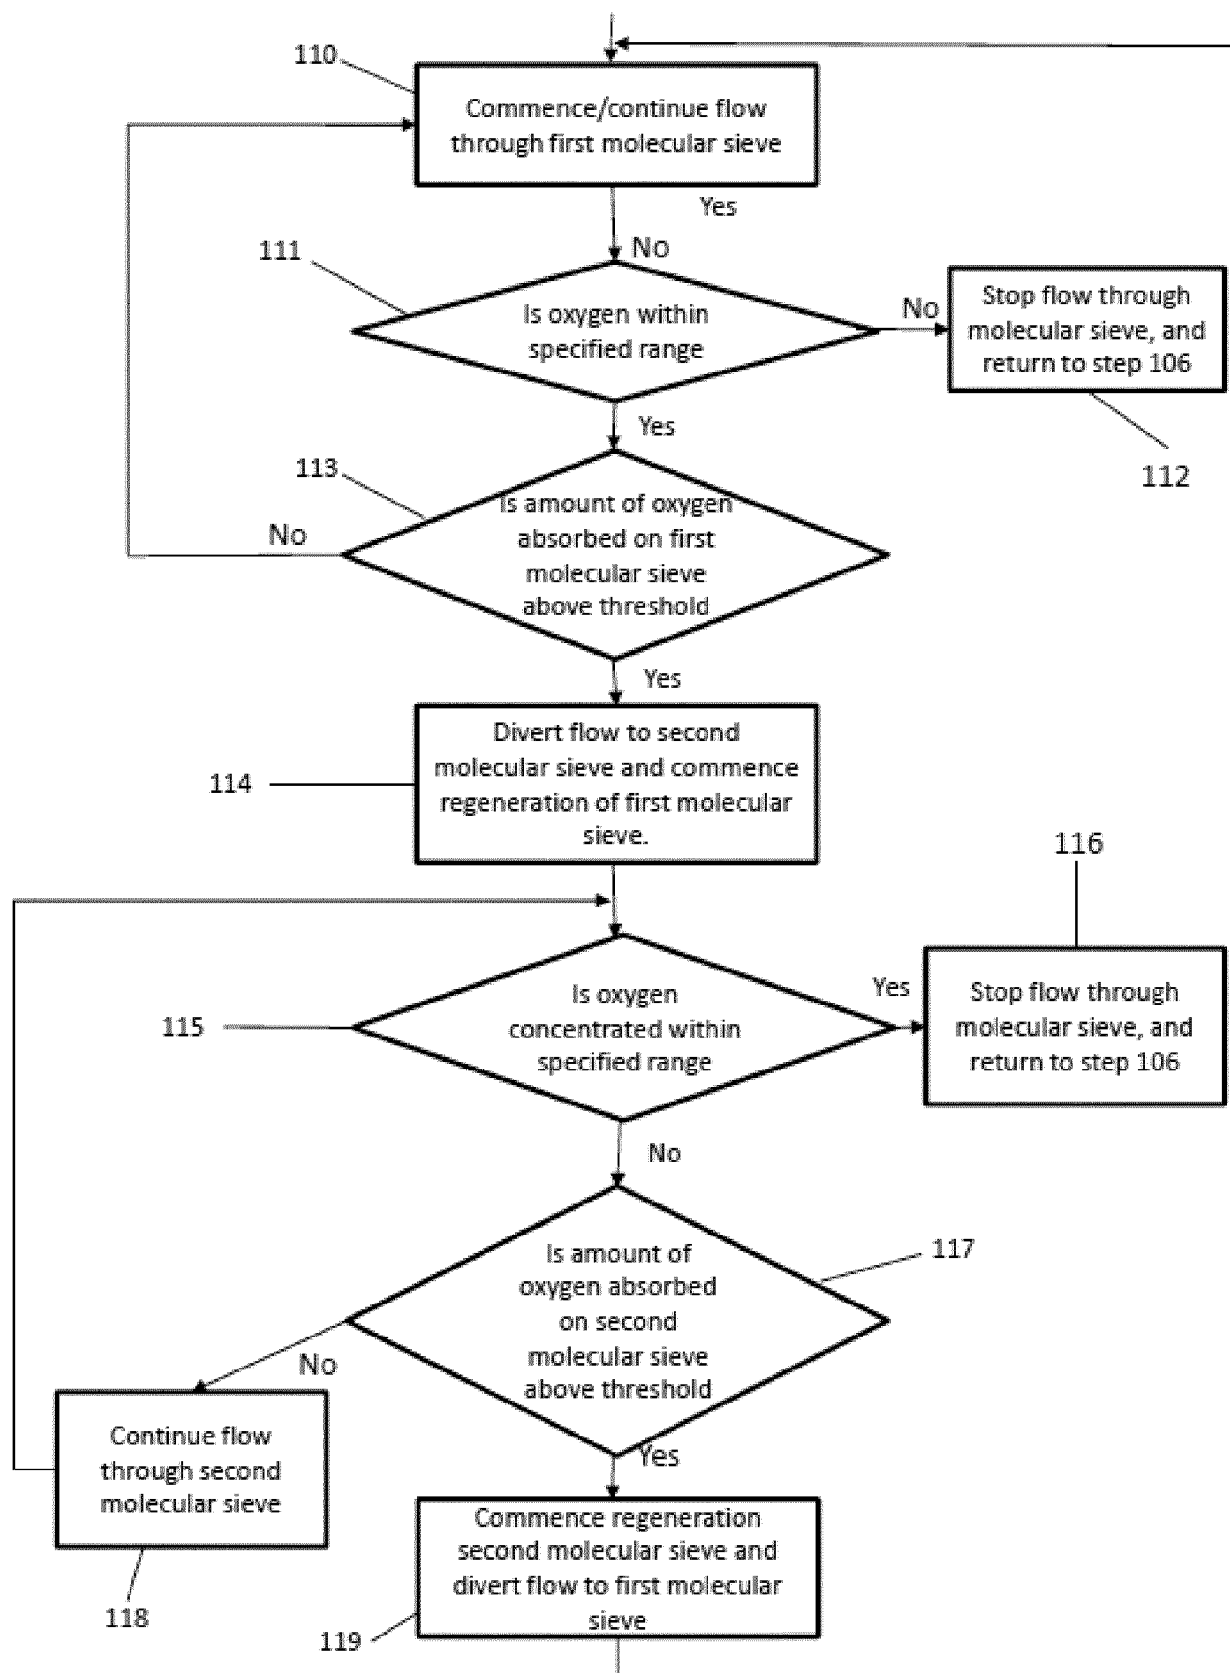 110
Commence/continue flow
through first molecular sieve
Yes
No
111
Is oxygen within
specified range
No
Stop flow through
molecular sieve, and
return to step 106
112
Yes
113
Is amount of oxygen
absorbed on first
molecular sieve
above threshold
No
Yes
114
Divert flow to second
molecular sieve and commence
regeneration of first molecular
sieve.
116
115
Is oxygen
concentrated within
specified range
Yes
Stop flow through
molecular sieve, and
return to step 106
No
117
Is amount of
oxygen absorbed
on second
molecular sieve
above threshold
No
Yes
Continue flow
through second
molecular sieve
118
Commence regeneration
second molecular sieve and
divert flow to first molecular
sieve
119